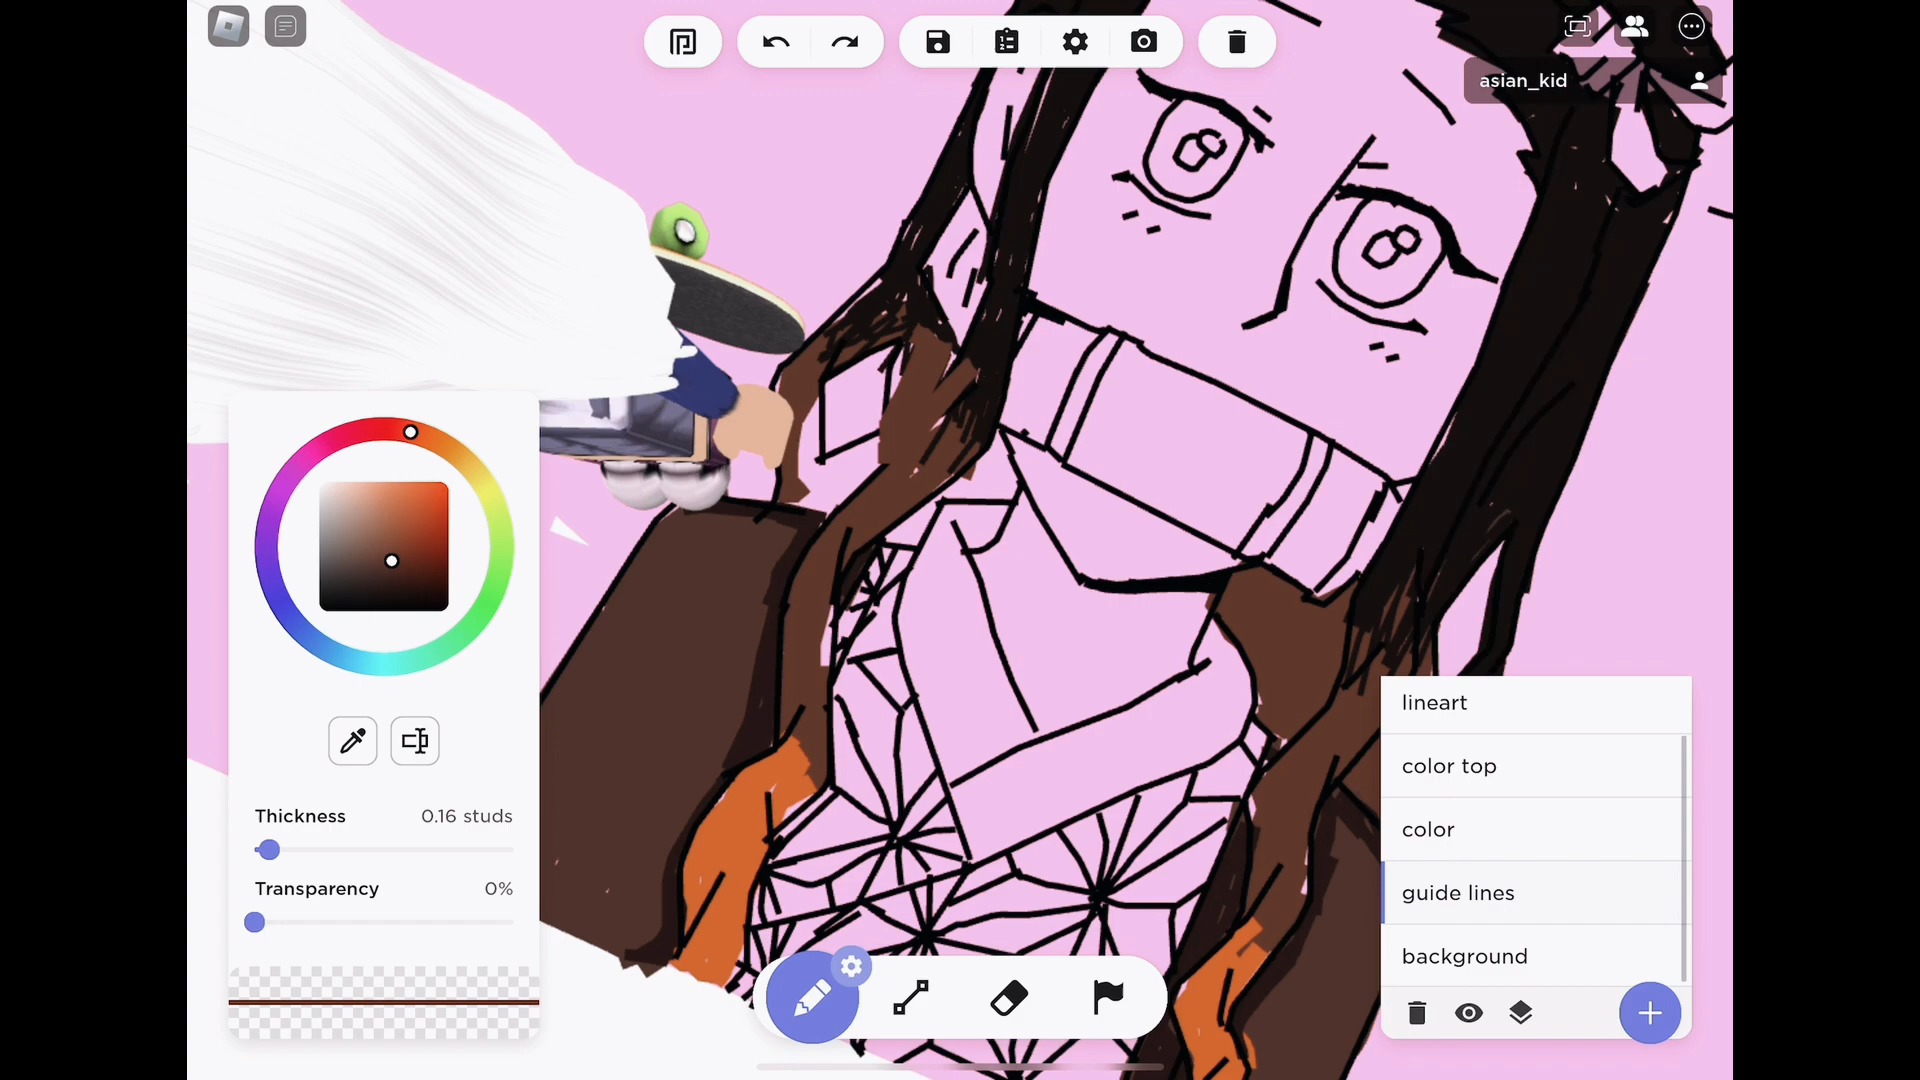 asian_kid
Thickness 0.16 studs
Transparency 0%
lineart
color top
color
guide lines
background